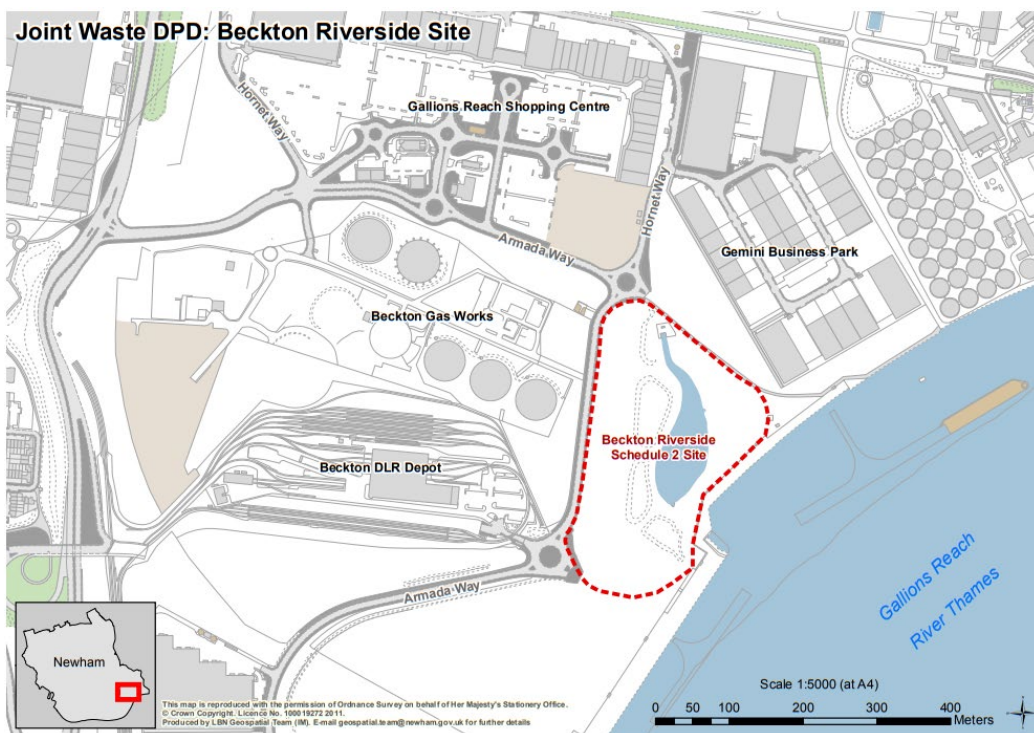 Joint Waste DPD: Beckton Riverside Site
Hornet Way
Gallions Reach Shopping Centre
Hornet Way
Armada Way
Gemini Business Park
Beckton Gas Works
Beckton Riverside
Schedule 2 Site
Beckton DLR Depot
Armada Way
Gallions Reach
River Thames
Newham
Scale 1:5000 (at A4)
0 50 100 200 300 400
Meters
This map is reproduced with the permission of Ordnance Survey on behalf of Her Majesty's Stationery Office.
© Crown Copyright. Licence No. 100019272 2011.
Produced by LBN Geospatial Team (IM). E-mail geospatial.team@newham.gov.uk for further details